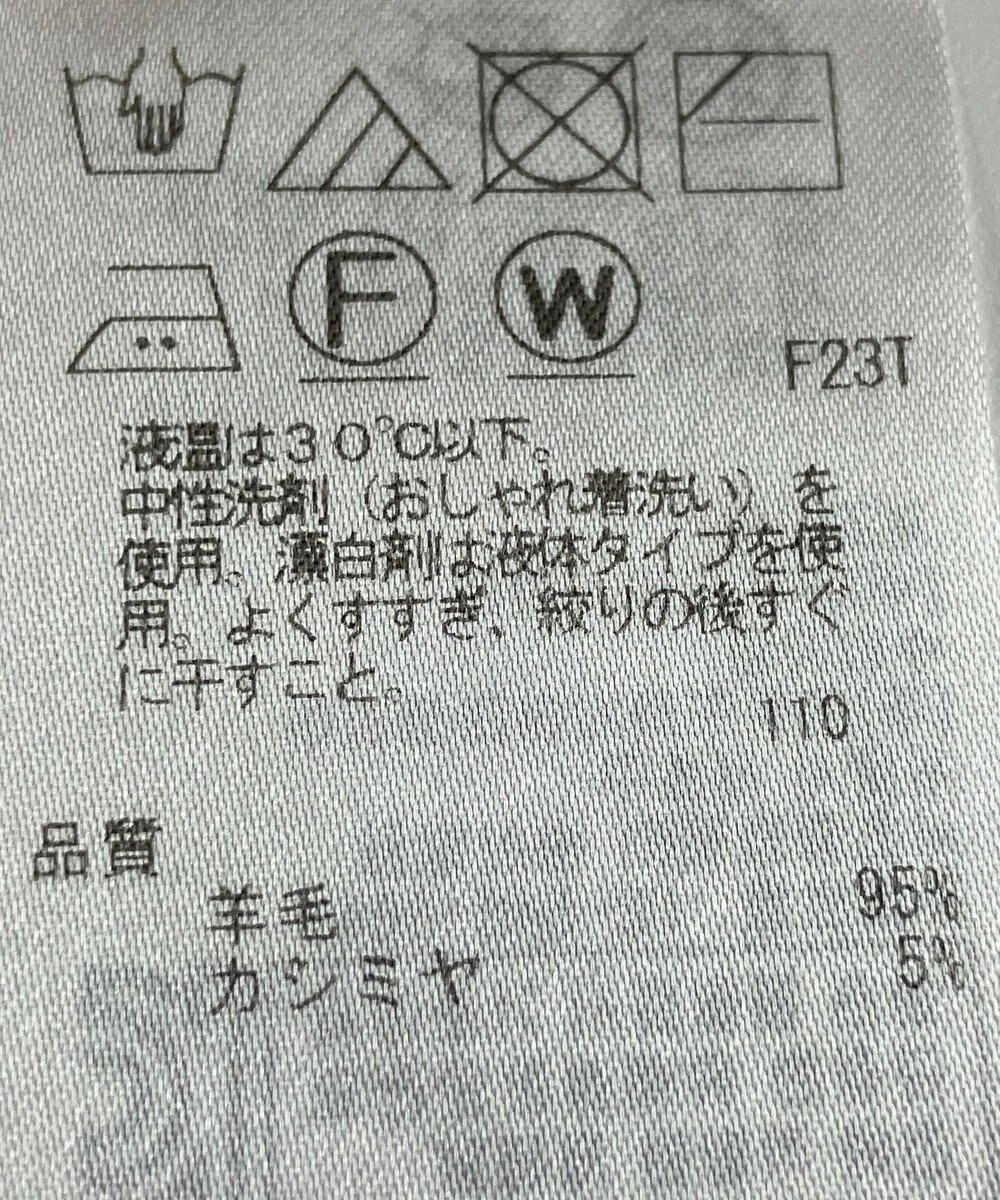 F W
F23T
液温は30℃以下。
中性洗剤(おしゃれ着洗い)を
使用。漂白剤は液体タイプを使
用。よくすすぎ、絞りの後すぐ
に干すこと。
110
品質
羊毛 95%
カシミヤ 5%